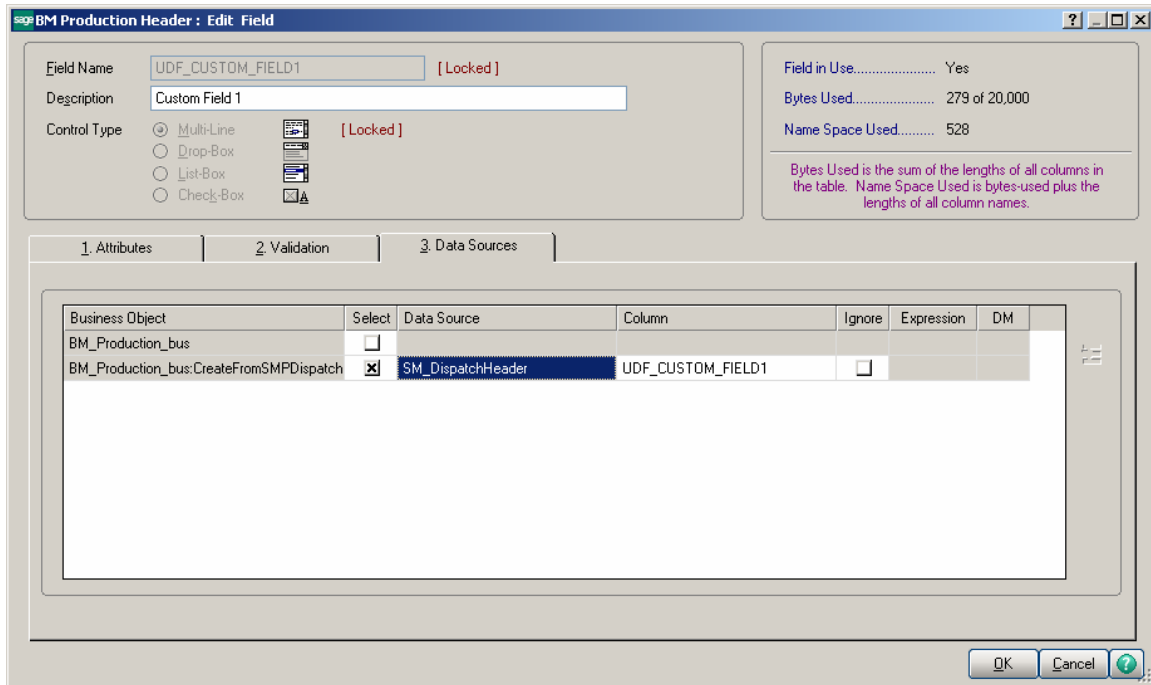 sage BM Production Header : Edit Field
Field Name UDF_CUSTOM_FIELD1 [ Locked ]
Description Custom Field 1
Control Type Multi-Line [ Locked ]
Drop-Box
List-Box
Check-Box
Field in Use...................... Yes
Bytes Used...................... 279 of 20,000
Name Space Used.......... 528
Bytes Used is the sum of the lengths of all columns in
the table. Name Space Used is bytes-used plus the
lengths of all column names.
1. Attributes 2. Validation 3. Data Sources
Business Object Select Data Source Column Ignore Expression DM
BM_Production_bus
BM_Production_bus:CreateFromSMPDispatch SM_DispatchHeader UDF_CUSTOM_FIELD1
OK Cancel